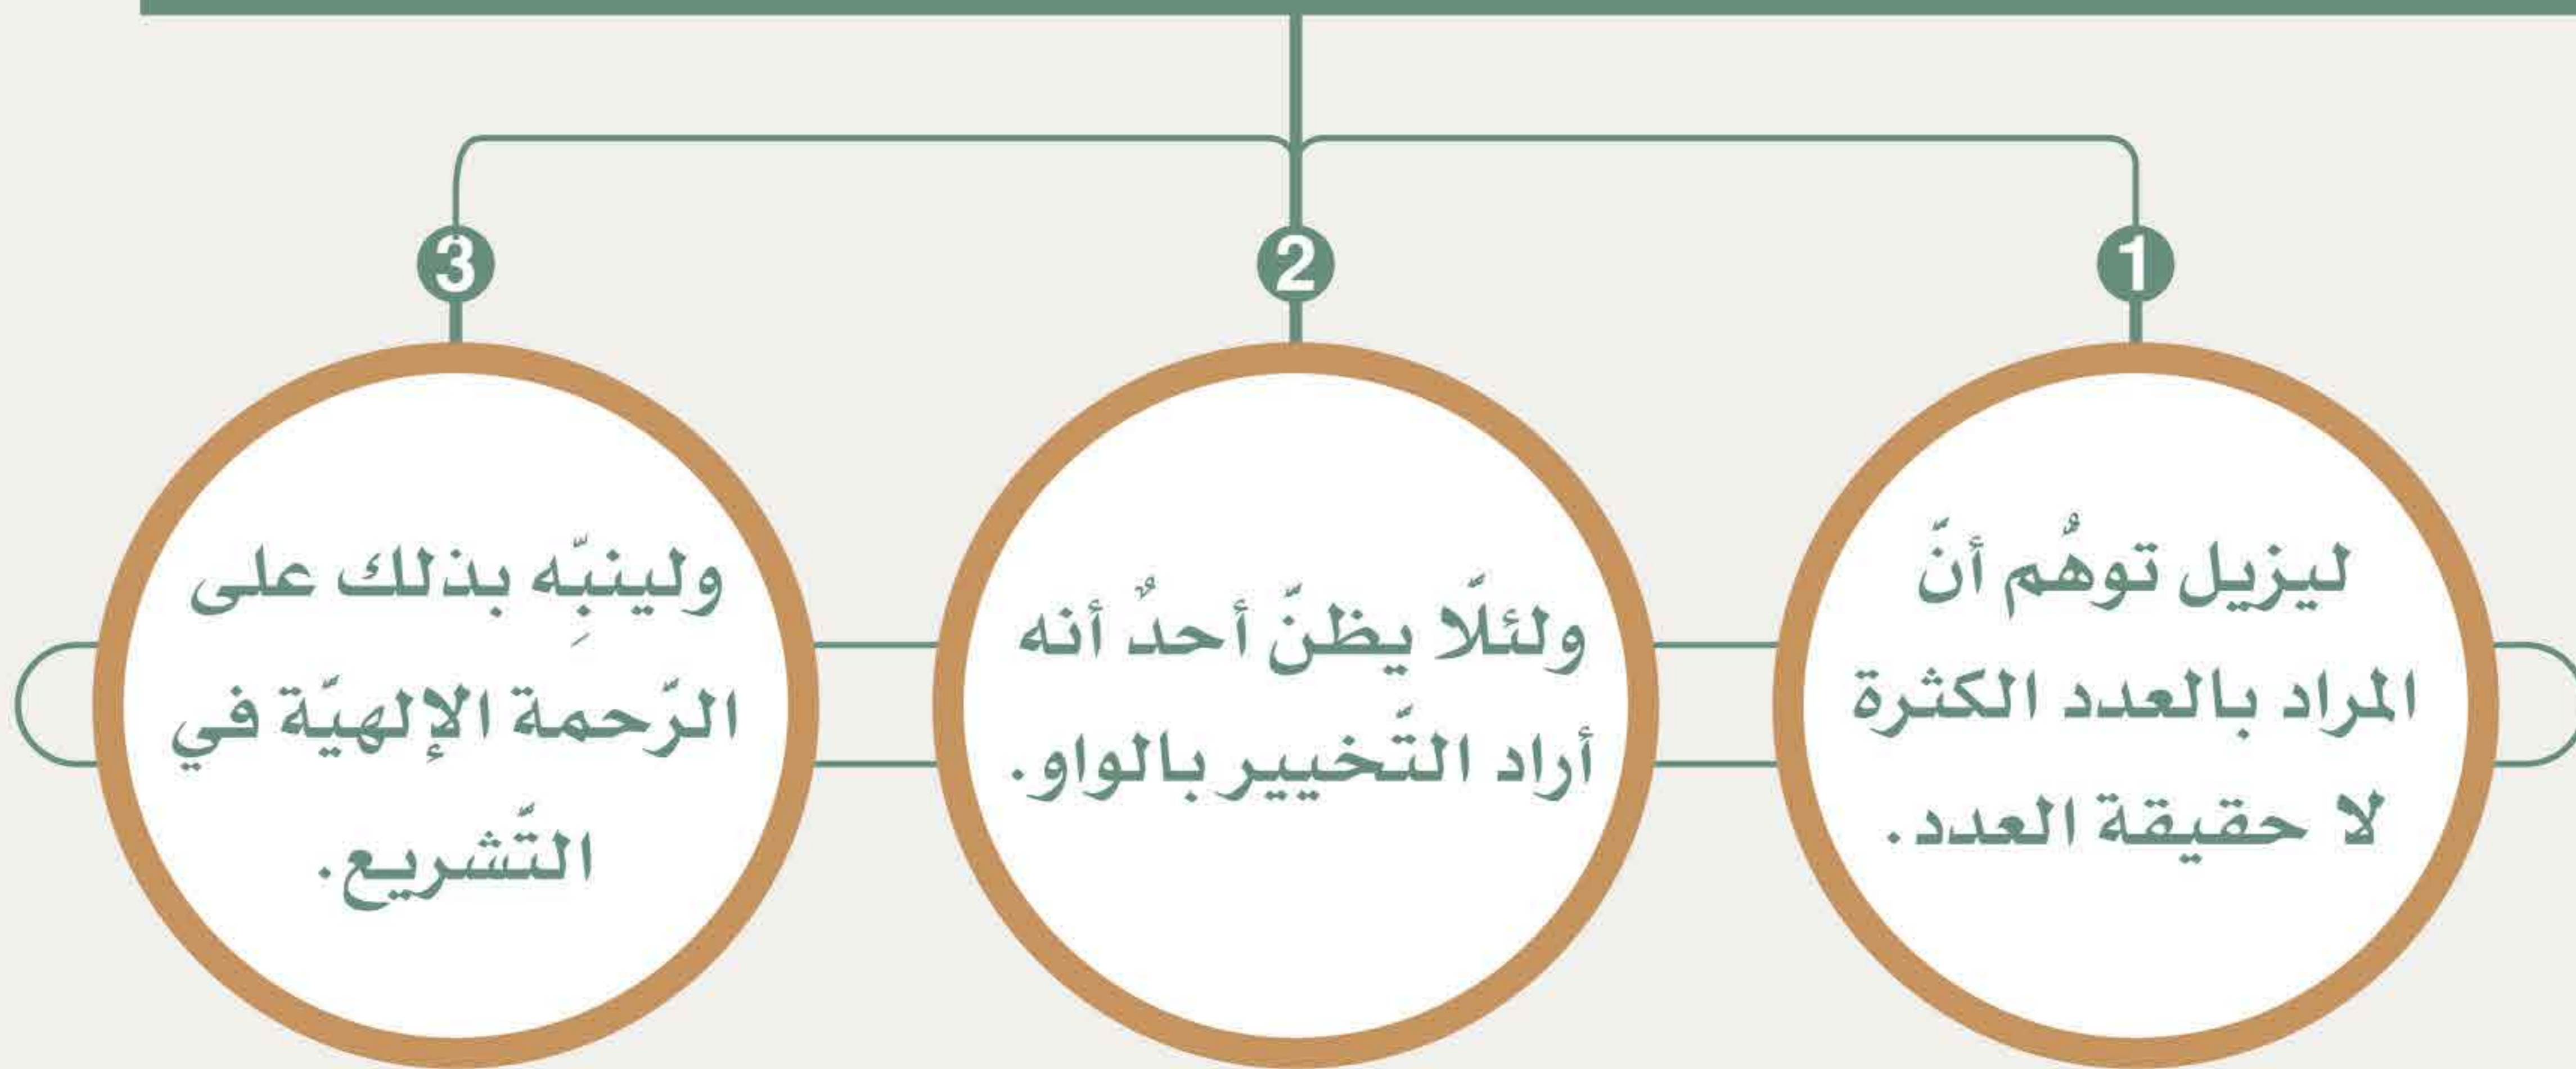 1
ليزيل توهُّم أنّ
المراد بالعدد الكثرة
لا حقيقة العدد.
2
ولئلّا يظنّ أحدٌ أنه
أراد التّخيير بالواو.
3
ولينبِّه بذلك على
الرّحمة الإلهيّة في
التّشريع.